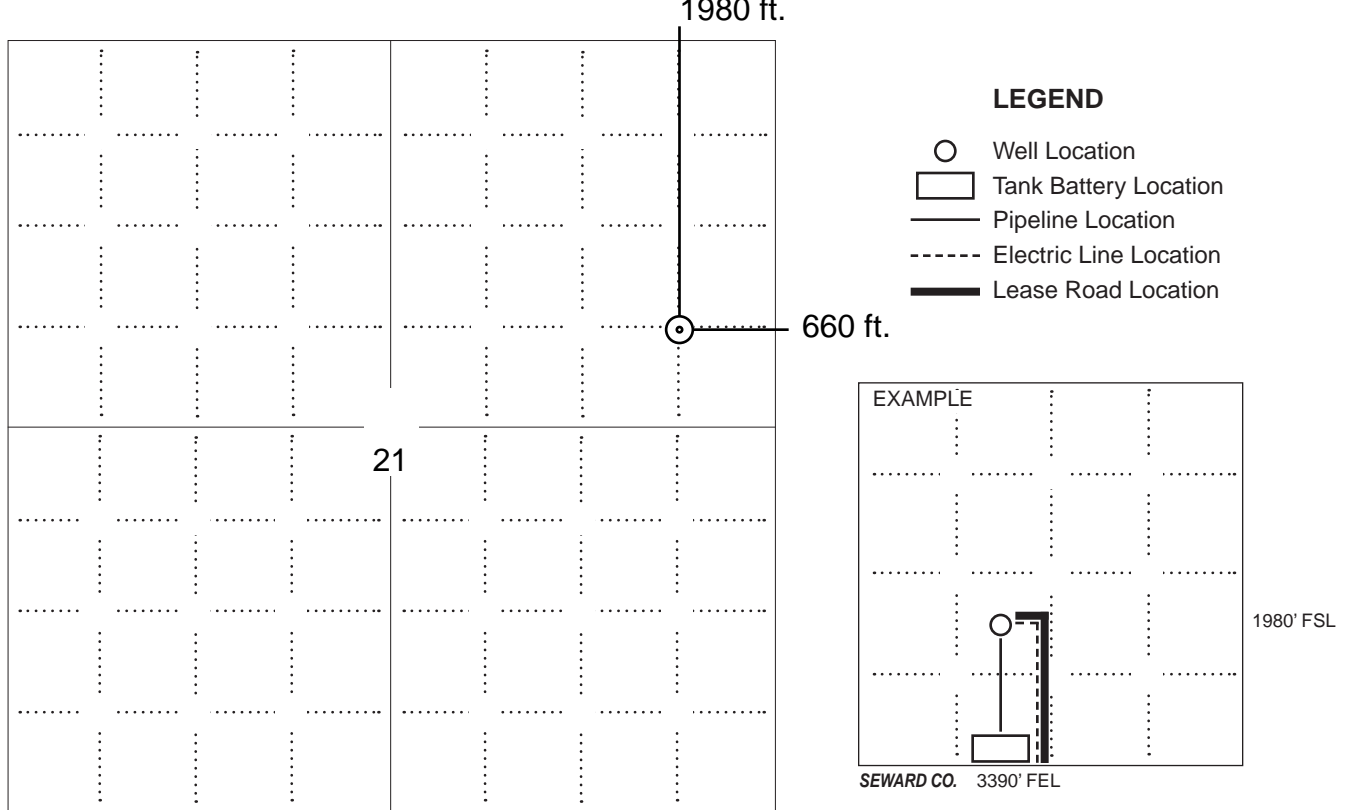 1980 ft.
LEGEND
Well Location
Tank Battery Location
Pipeline Location
Electric Line Location
Lease Road Location
660 ft.
EXAMPLE
21
1980' FSL
SEWARD CO. 3390' FEL